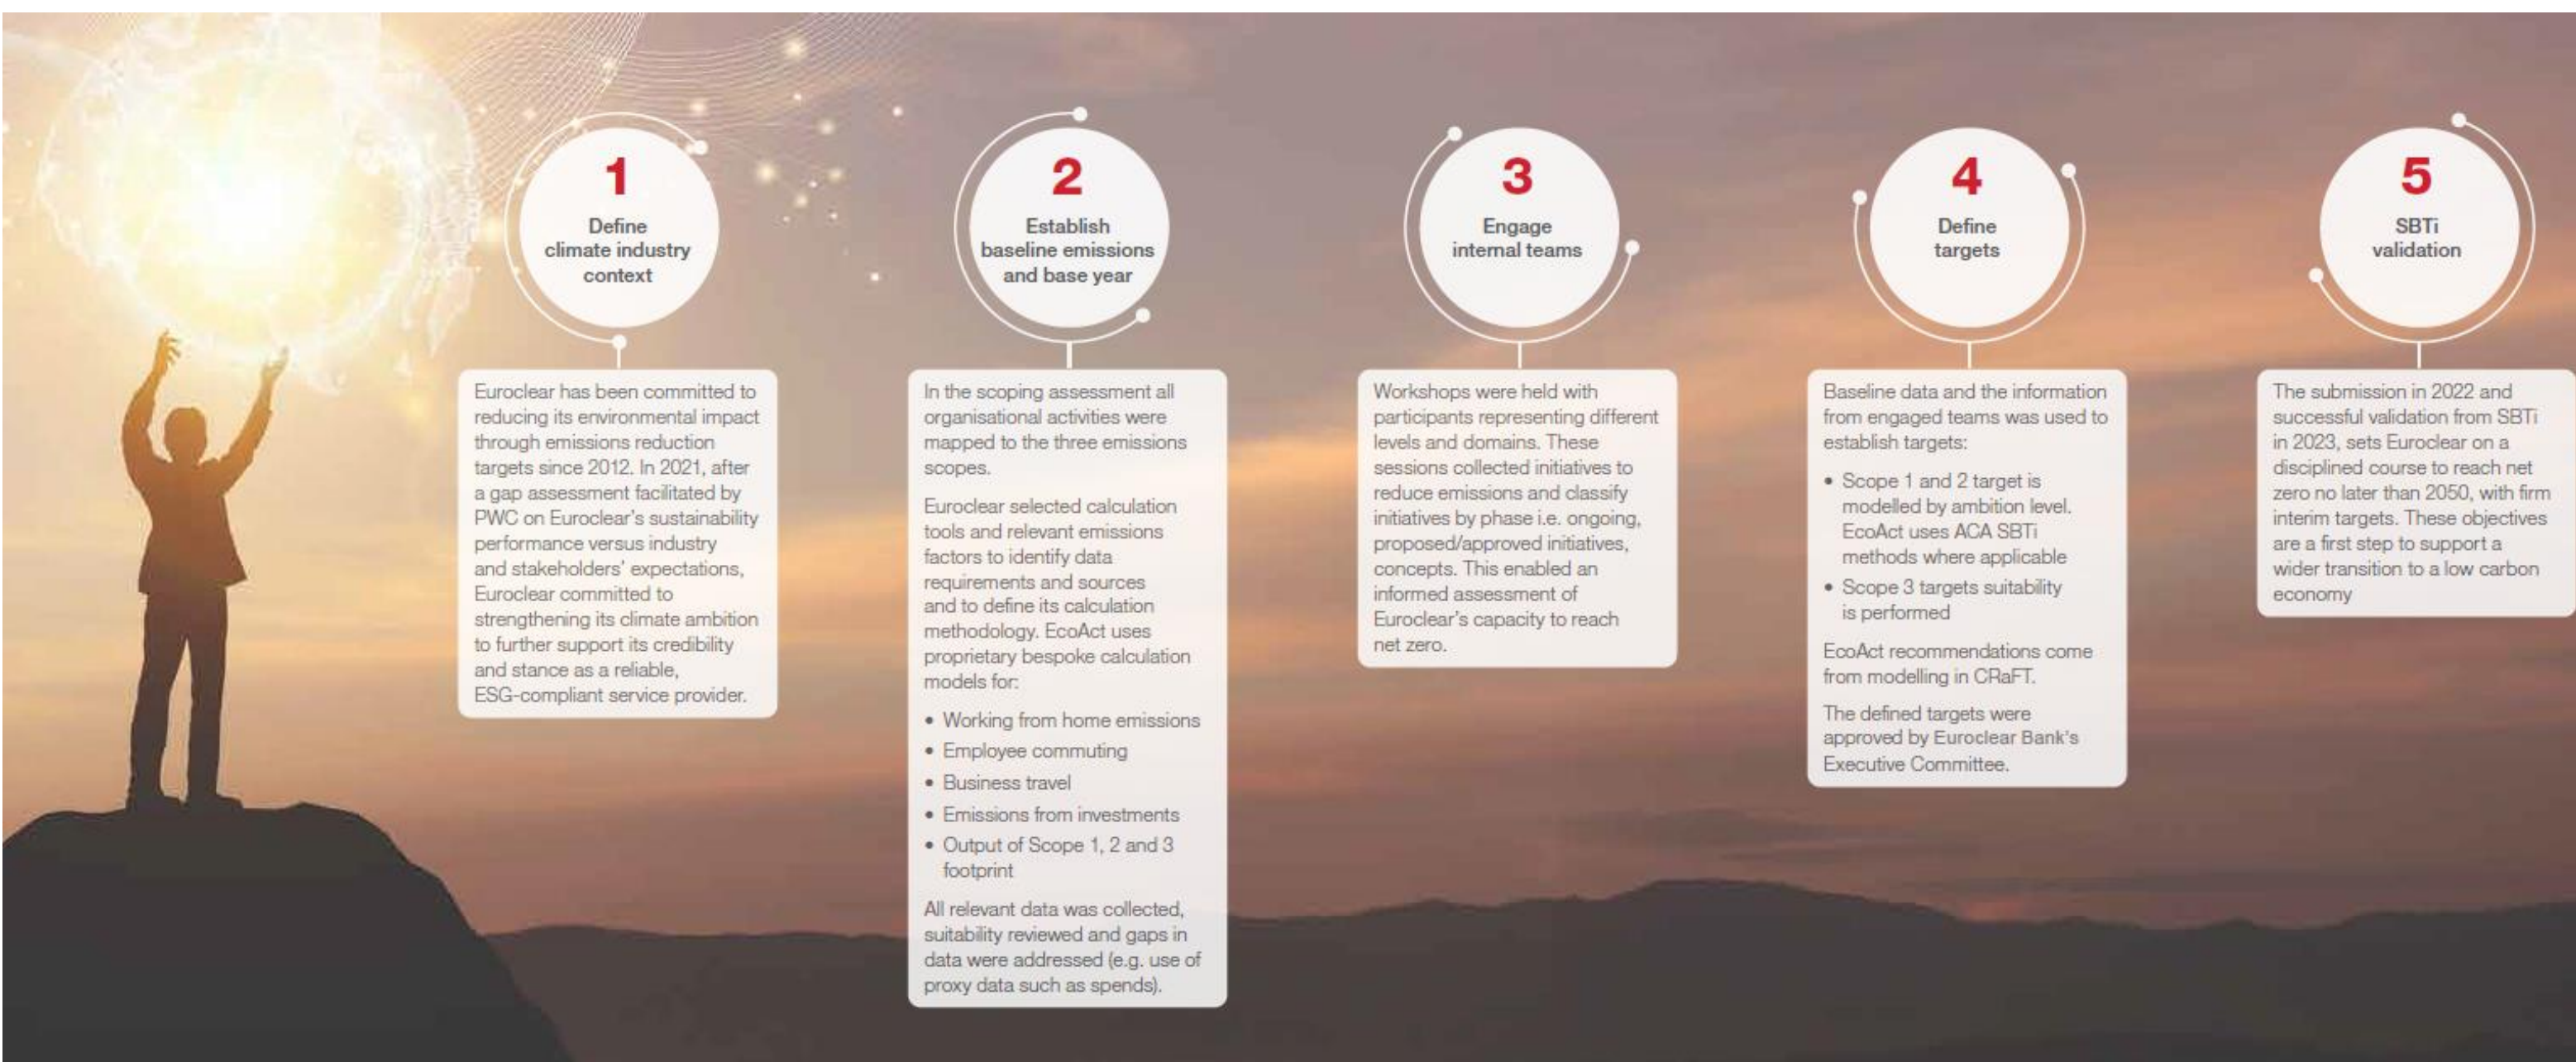 1
Define
climate industry
context
Euroclear has been committed to
reducing its environmental impact
through emissions reduction
targets since 2012. In 2021, after
a gap assessment facilitated by
PWC on Euroclear's sustainability
performance versus industry
and stakeholders' expectations,
Euroclear committed to
strengthening its climate ambition
to further support its credibility
and stance as a reliable,
ESG-compliant service provider.
2
Establish
baseline emissions
and base year
In the scoping assessment all
organisational activities were
mapped to the three emissions
scopes.
Euroclear selected calculation
tools and relevant emissions
factors to identify data
requirements and sources
and to define its calculation
methodology. EcoAct uses
proprietary bespoke calculation
models for:
• Working from home emissions
• Employee commuting
• Business travel
• Emissions from investments
• Output of Scope 1, 2 and 3
footprint
All relevant data was collected,
suitability reviewed and gaps in
data were addressed (e.g. use of
proxy data such as spends).
3
Engage
internal teams
Workshops were held with
participants representing different
levels and domains. These
sessions collected initiatives to
reduce emissions and classify
initiatives by phase i.e. ongoing,
proposed/approved initiatives,
concepts. This enabled an
informed assessment of
Euroclear's capacity to reach
net zero.
4
Define
targets
Baseline data and the information
from engaged teams was used to
establish targets:
• Scope 1 and 2 target is
modelled by ambition level.
EcoAct uses ACA SBTi
methods where applicable
• Scope 3 targets suitability
is performed
EcoAct recommendations come
from modelling in CRaFT.
The defined targets were
approved by Euroclear Bank's
Executive Committee.
5
SBTi
validation
The submission in 2022 and
successful validation from SBTi
in 2023, sets Euroclear on a
disciplined course to reach net
zero no later than 2050, with firm
interim targets. These objectives
are a first step to support a
wider transition to a low carbon
economy